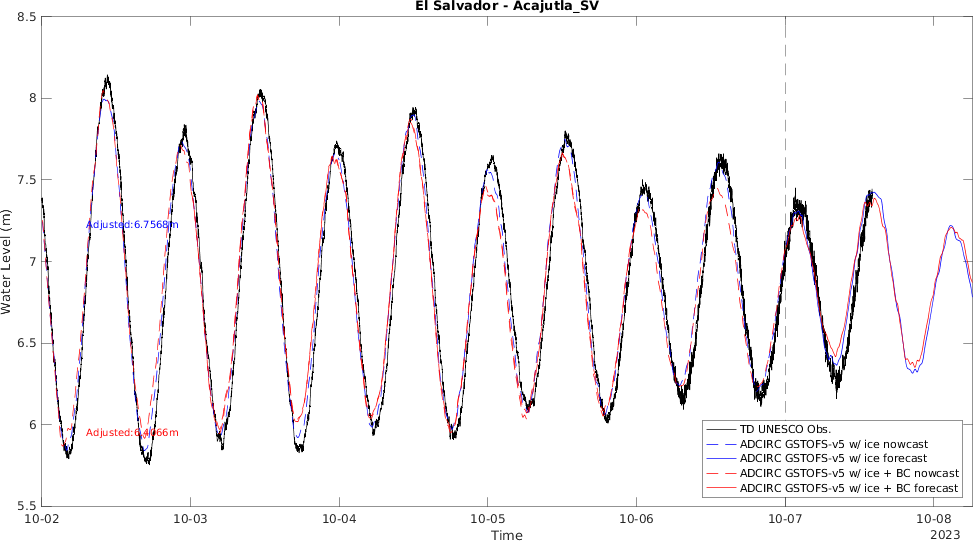 El Salvador - Acajutla_SV
8.5
8
7.5
7
6.5
6
5.5
Water Level (m)
Adjusted:6.7568m
Adjusted:6.4066m
TD UNESCO Obs.
ADCIRC GSTOFS-v5 w/ ice nowcast
ADCIRC GSTOFS-v5 w/ ice forecast
ADCIRC GSTOFS-v5 w/ ice + BC nowcast
ADCIRC GSTOFS-v5 w/ ice + BC forecast
10-02 10-03 10-04 10-05 10-06 10-07 10-08
Time
2023